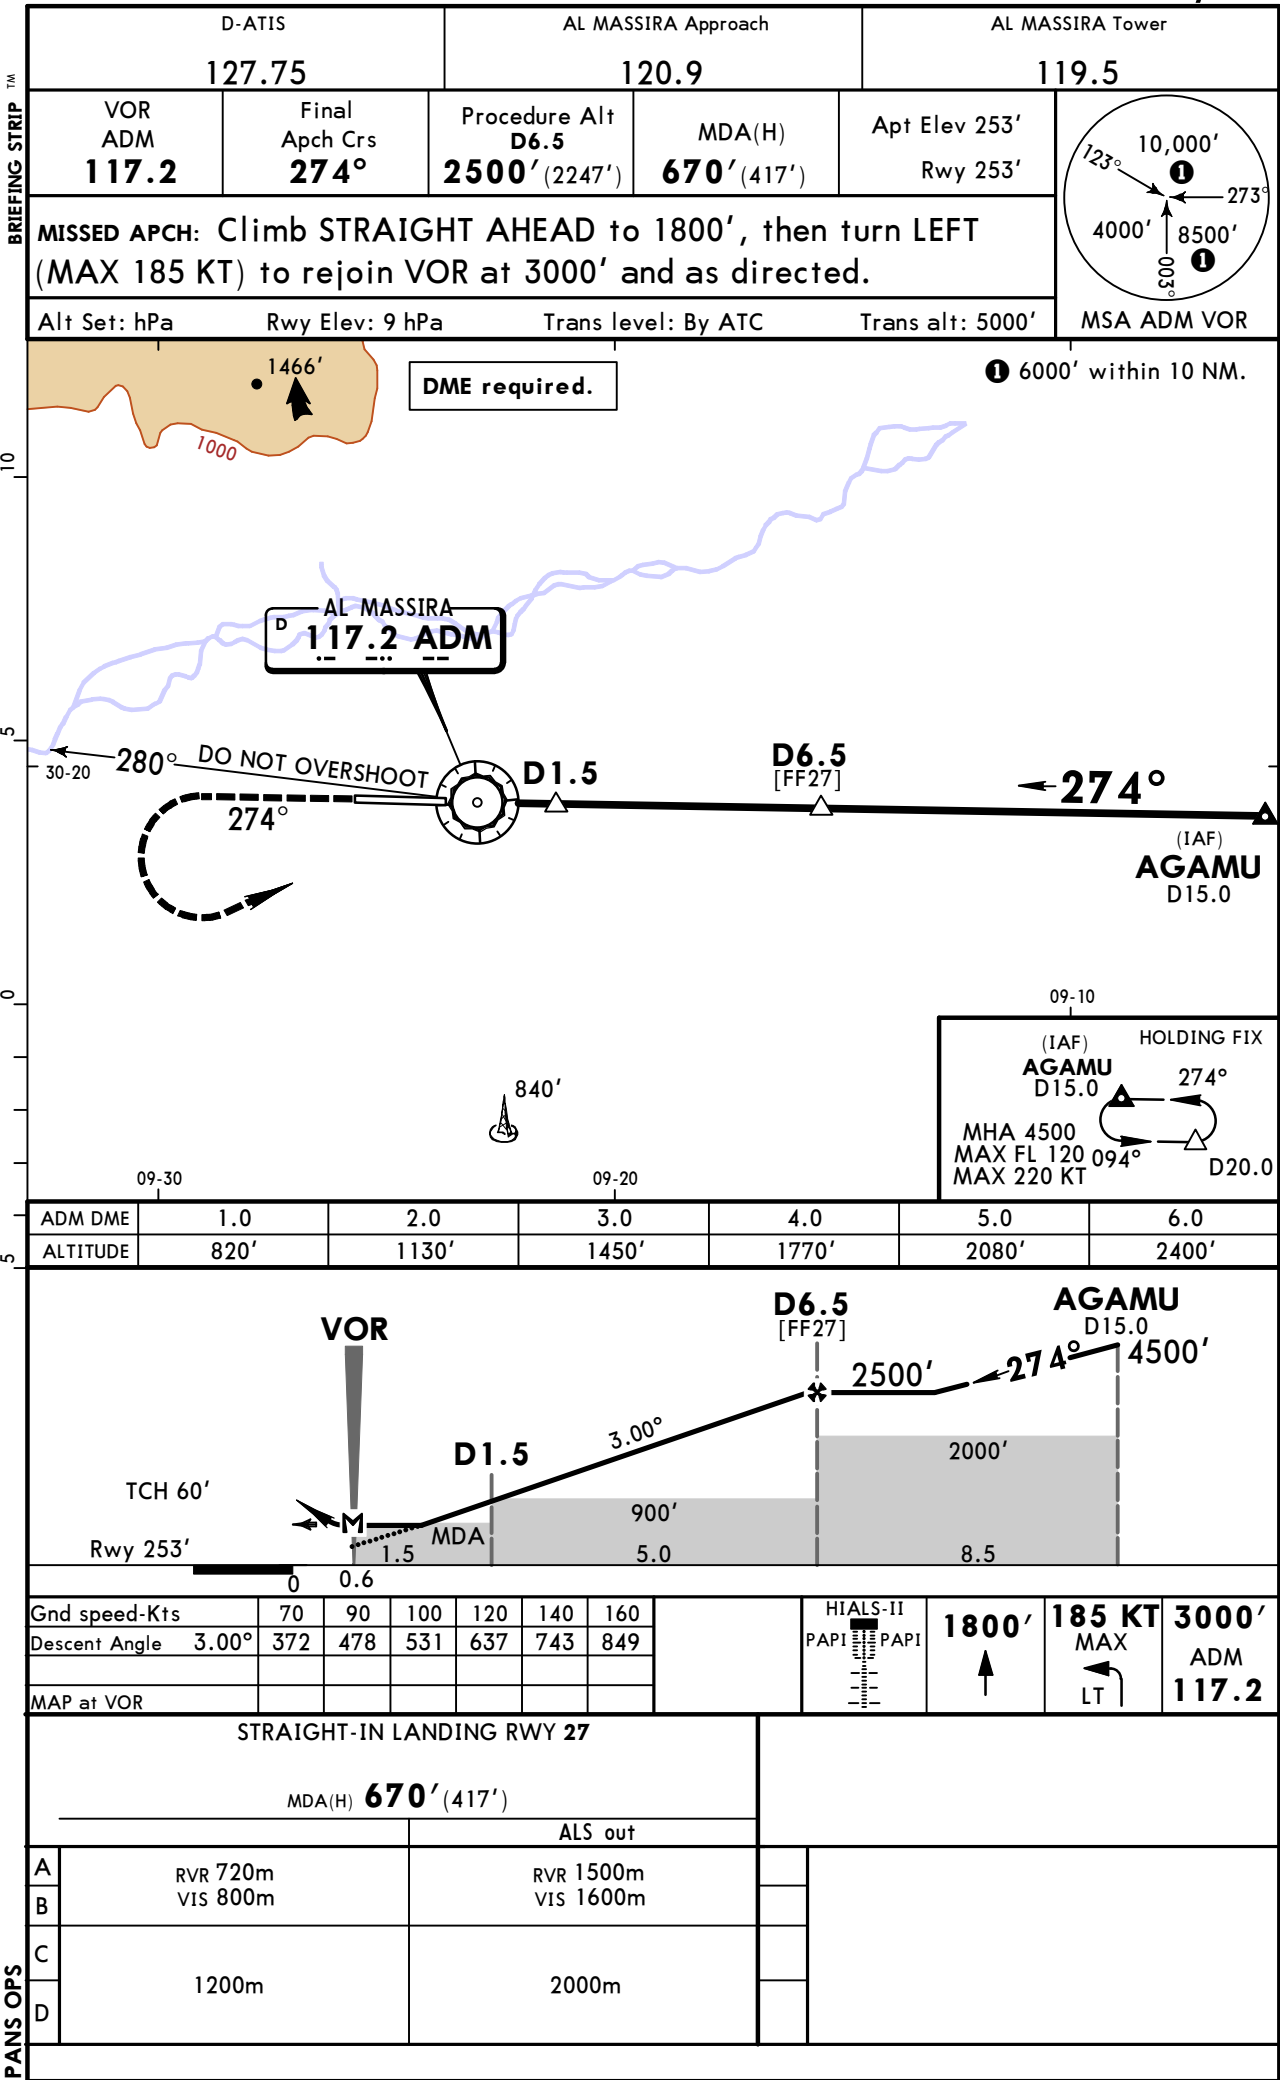 D-ATIS
127.75
AL MASSIRA Approach
120.9
AL MASSIRA Tower
119.5
BRIEFING STRIP TM
VOR
ADM
117.2
Final
Apch Crs
274°
Procedure Alt
D6.5
2500'(2247')
MDA(H)
670'(417')
Apt Elev 253'
Rwy 253'
MISSED APCH: Climb STRAIGHT AHEAD to 1800', then turn LEFT
(MAX 185 KT) to rejoin VOR at 3000' and as directed.
Alt Set: hPa
Rwy Elev: 9 hPa
Trans level: By ATC
Trans alt: 5000'
10,000'
1
123°
273°
4000'
8500'
1
003°
MSA ADM VOR
1466'
1000
DME required.
1 6000' within 10 NM.
10
5
0
5
AL MASSIRA
D 117.2 ADM
30-20
280°
DO NOT OVERSHOOT
274°
D1.5
D6.5
[FF27]
274°
(IAF)
AGAMU
D15.0
840'
09-10
(IAF)
AGAMU
D15.0
HOLDING FIX
274°
MHA 4500
MAX FL 120
MAX 220 KT
094°
D20.0
09-30
09-20
ADM DME 1.0 2.0 3.0 4.0 5.0 6.0
ALTITUDE 820' 1130' 1450' 1770' 2080' 2400'
VOR
D6.5
[FF27]
AGAMU
D15.0
4500'
274°
2500'
3.00°
D1.5
2000'
TCH 60'
900'
M
MDA
Rwy 253'
1.5
5.0
8.5
0
0.6
Gnd speed-Kts 70 90 100 120 140 160
Descent Angle 3.00° 372 478 531 637 743 849
MAP at VOR
HIALS-II
PAPI PAPI
1800'
185 KT
MAX
LT
3000'
ADM
117.2
STRAIGHT-IN LANDING RWY 27
MDA(H) 670'(417')
ALS out
A
B
RVR 720m
VIS 800m
RVR 1500m
VIS 1600m
C
D
1200m
2000m
PANS OPS